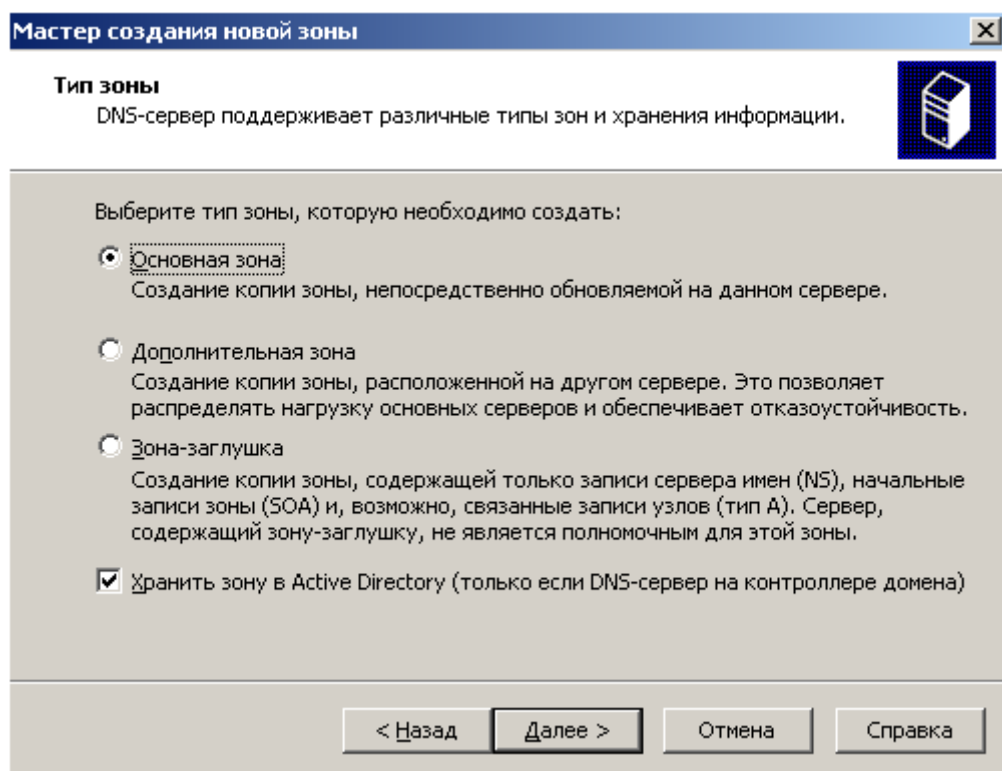 Мастер создания новой зоны
Тип зоны
DNS-сервер поддерживает различные типы зон и хранения информации.
Выберите тип зоны, которую необходимо создать:
Основная зона
Создание копии зоны, непосредственно обновляемой на данном сервере.
Дополнительная зона
Создание копии зоны, расположенной на другом сервере. Это позволяет
распределять нагрузку основных серверов и обеспечивает отказоустойчивость.
Зона-заглушка
Создание копии зоны, содержащей только записи сервера имен (NS), начальные
записи зоны (SOA) и, возможно, связанные записи узлов (тип A). Сервер,
содержащий зону-заглушку, не является полномочным для этой зоны.
Хранить зону в Active Directory (только если DNS-сервер на контроллере домена)
< Назад Далее > Отмена Справка